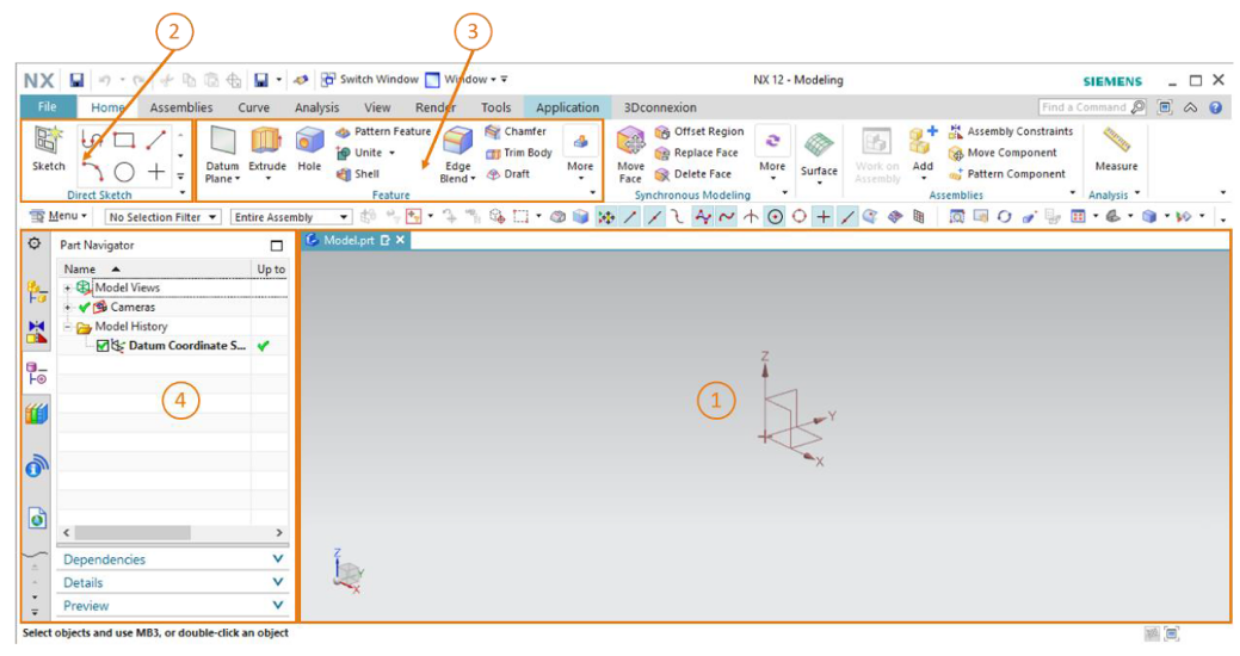 2 3
NX Switch Window Window NX 12 - Modeling SIEMENS
File Home Assemblies Curve Analysis View Render Tools Application 3Dconnexion Find a Command
Pattern Feature Chamfer Offset Region Assembly Constraints
Unite Trim Body Replace Face Move Component
Sketch Datum Plane Extrude Hole Shell Edge Blend Draft More Move Face Delete Face More Surface Work on Assembly Add Pattern Component Measure
Direct Sketch Feature Synchronous Modeling Assemblies Analysis
Menu No Selection Filter Entire Assembly
Part Navigator Model.prt
Name Up to
Model Views
Cameras
Model History
Datum Coordinate S...
Z
4 1 Y
X
Dependencies Z
Details Y
X
Preview
Select objects and use MB3, or double-click an object